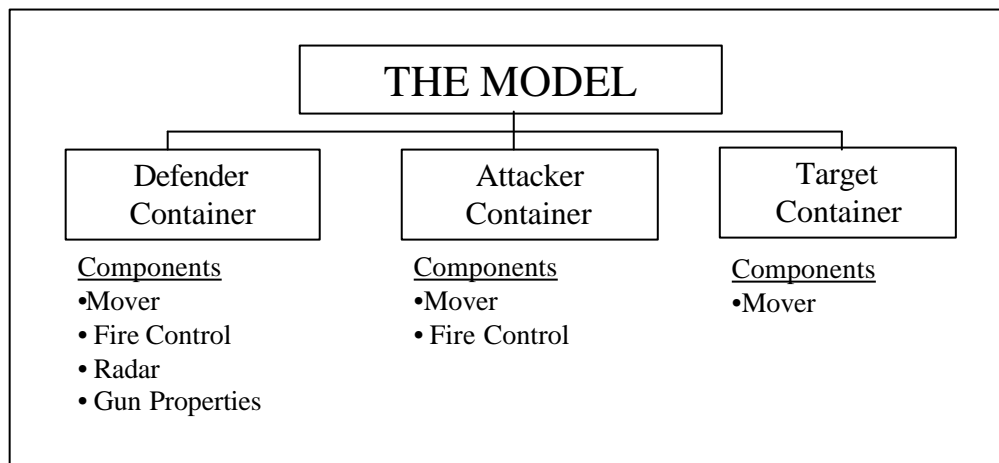 THE MODEL
Defender
Container
Components
•Mover
• Fire Control
• Radar
• Gun Properties
Attacker
Container
Components
•Mover
• Fire Control
Target
Container
Components
•Mover